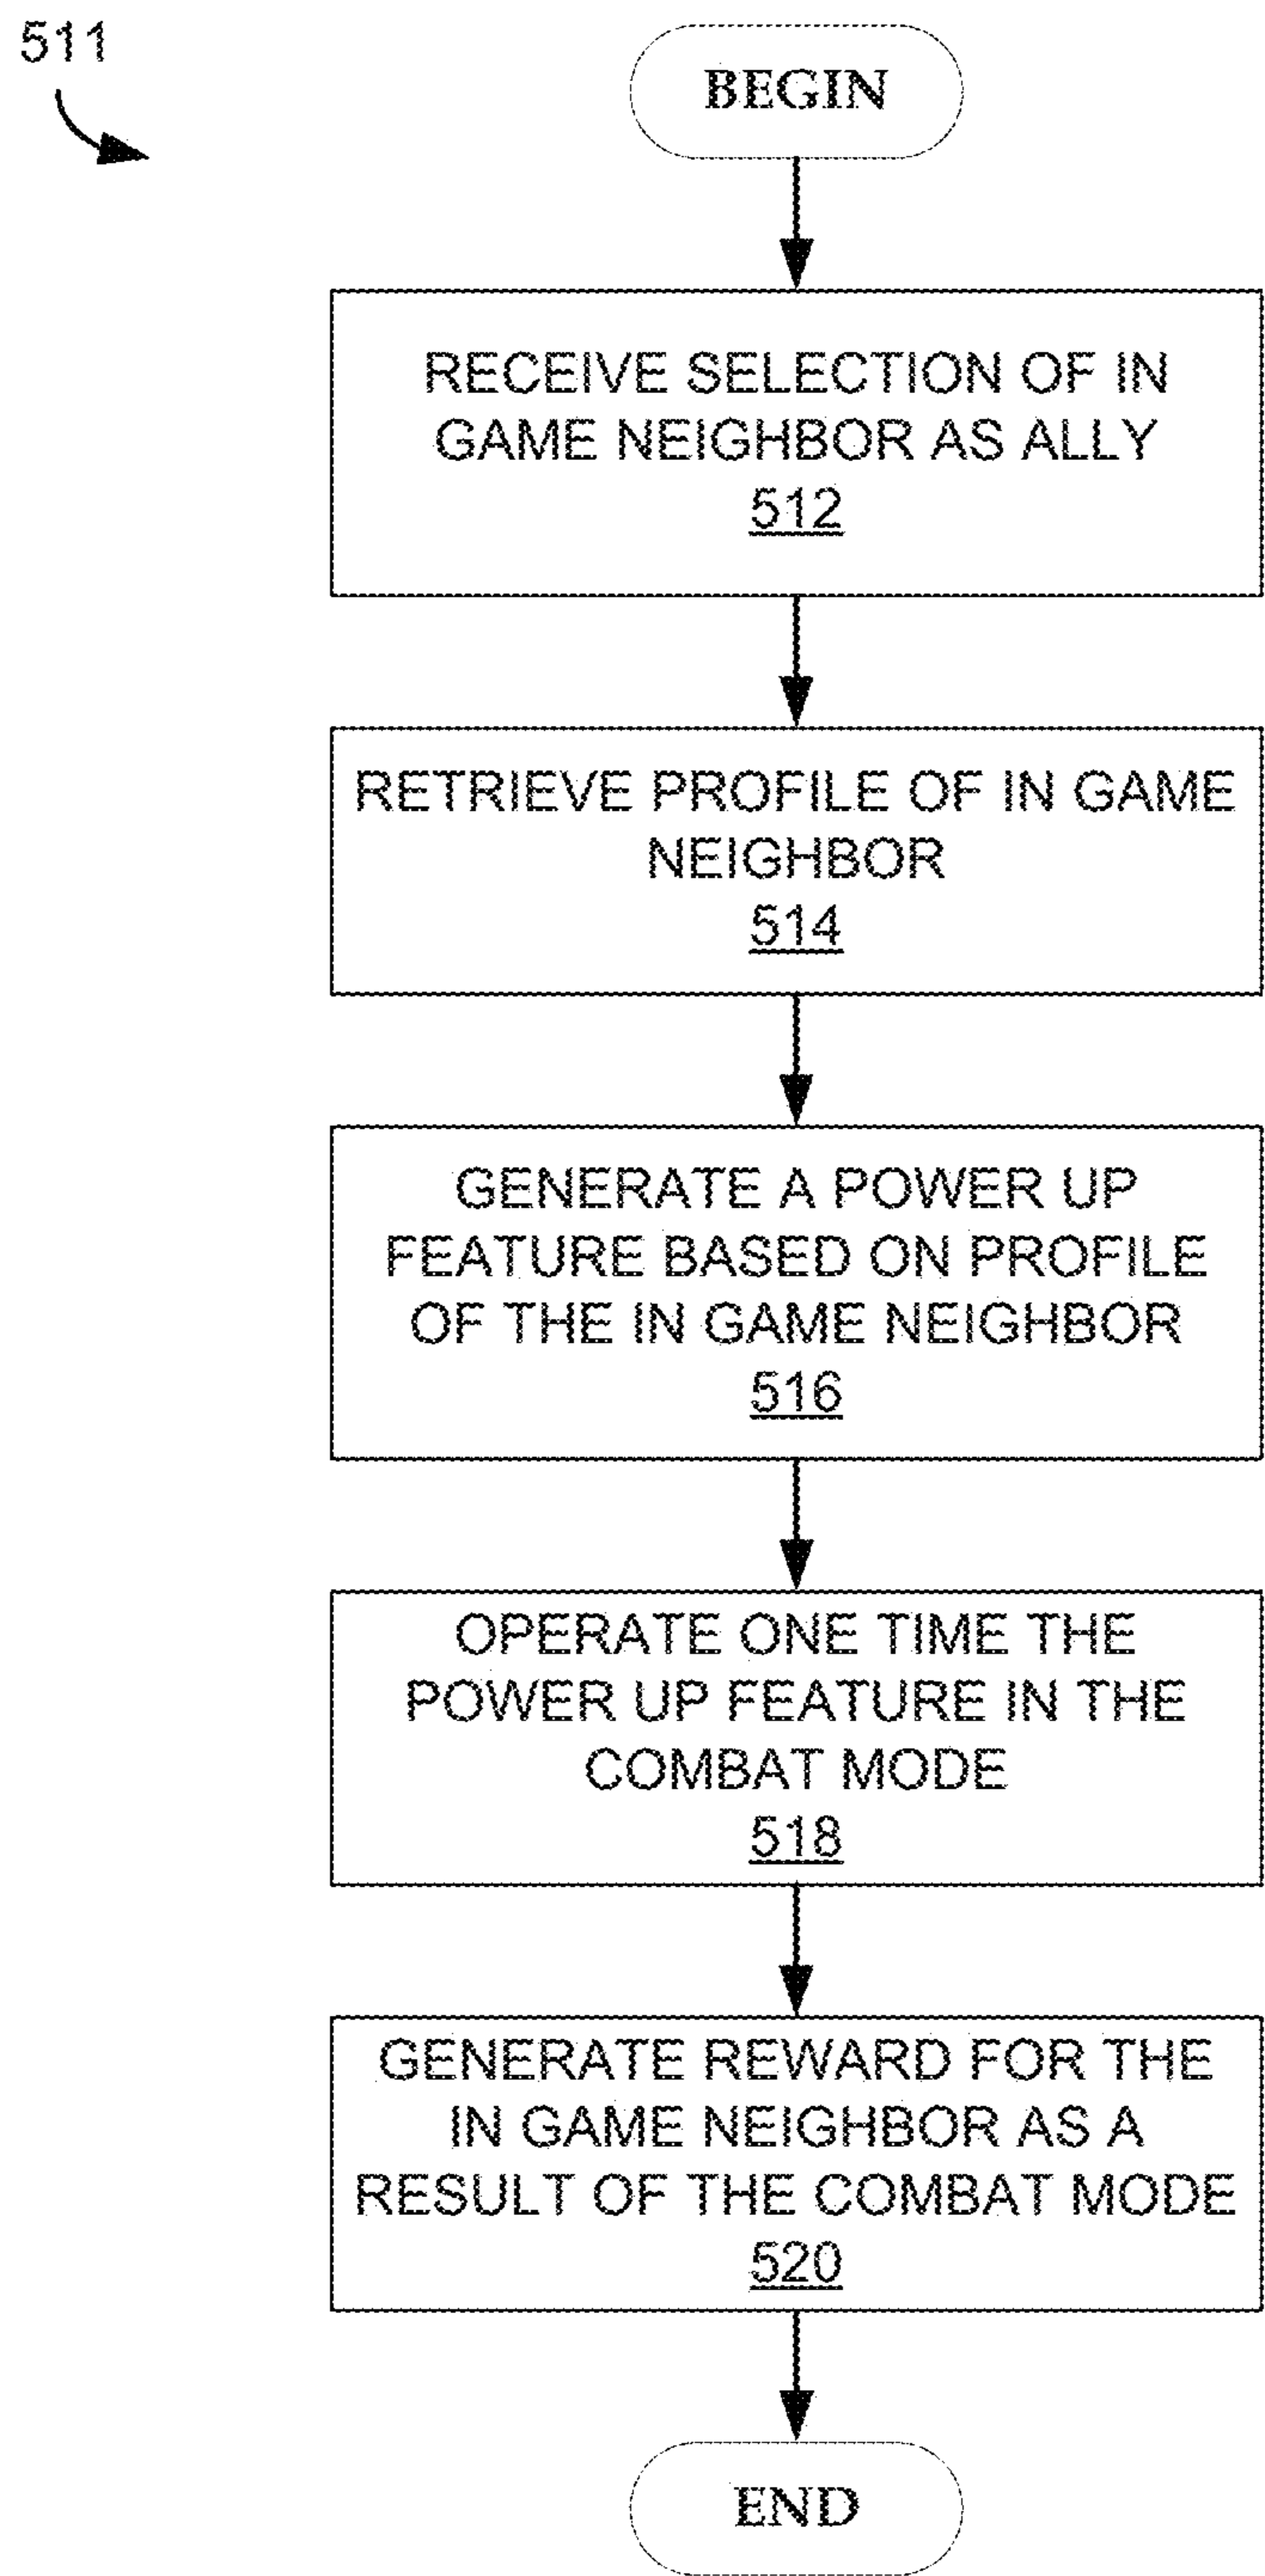 511
BEGIN
RECEIVE SELECTION OF IN
GAME NEIGHBOR AS ALLY
512
RETRIEVE PROFILE OF IN GAME
NEIGHBOR
514
GENERATE A POWER UP
FEATURE BASED ON PROFILE
OF THE IN GAME NEIGHBOR
516
OPERATE ONE TIME THE
POWER UP FEATURE IN THE
COMBAT MODE
518
GENERATE REWARD FOR THE
IN GAME NEIGHBOR AS A
RESULT OF THE COMBAT MODE
520
END